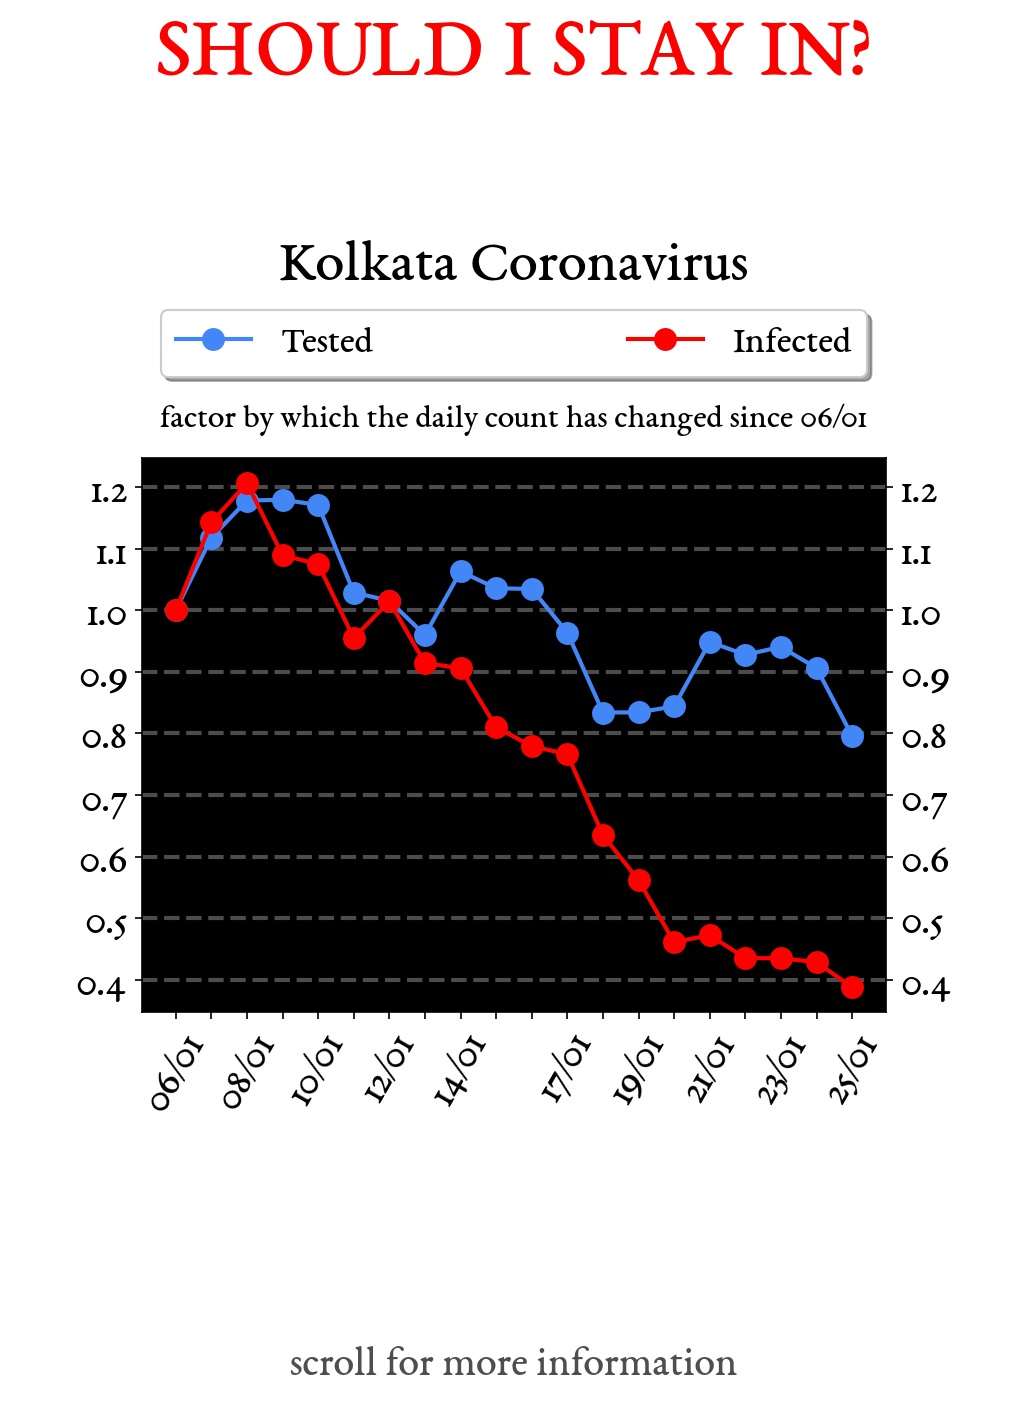 SHOULD I STAY IN?
Kolkata Coronavirus
Tested Infected
factor by which the daily count has changed since 06/01
1.2 1.2
1.1 1.1
1.0 1.0
0.9 0.9
0.8 0.8
0.7 0.7
0.6 0.6
0.5 0.5
0.4 0.4
06/01 08/01 10/01 12/01 14/01 17/01 19/01 21/01 23/01 25/01
scroll for more information